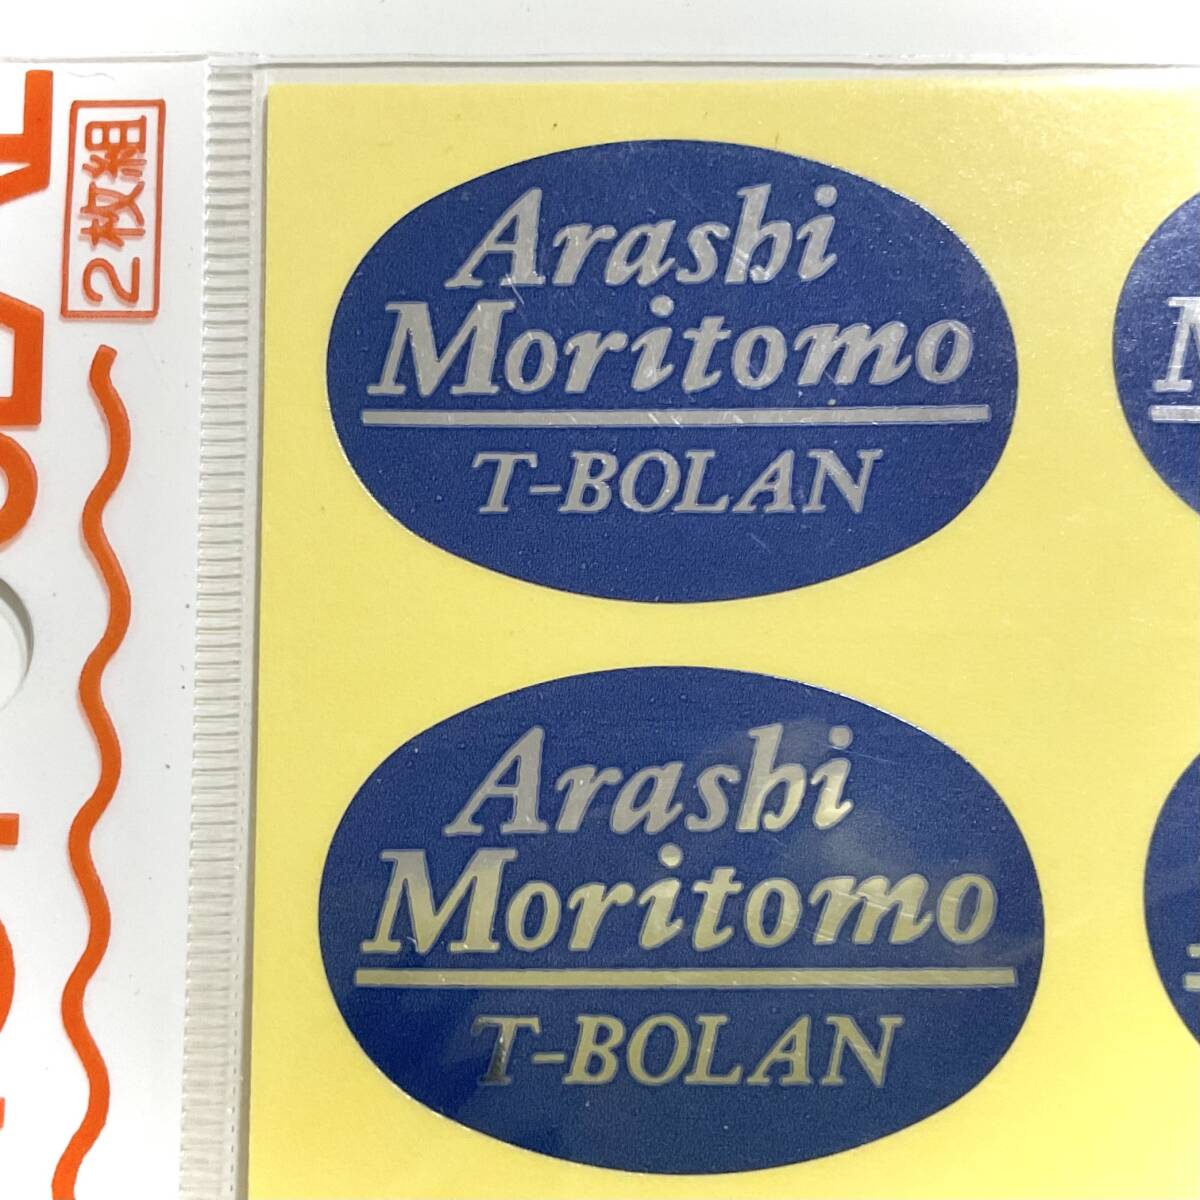 2枚組
Arashi
Moritomo
T-BOLAN
Arashi
Moritomo
T-BOLAN